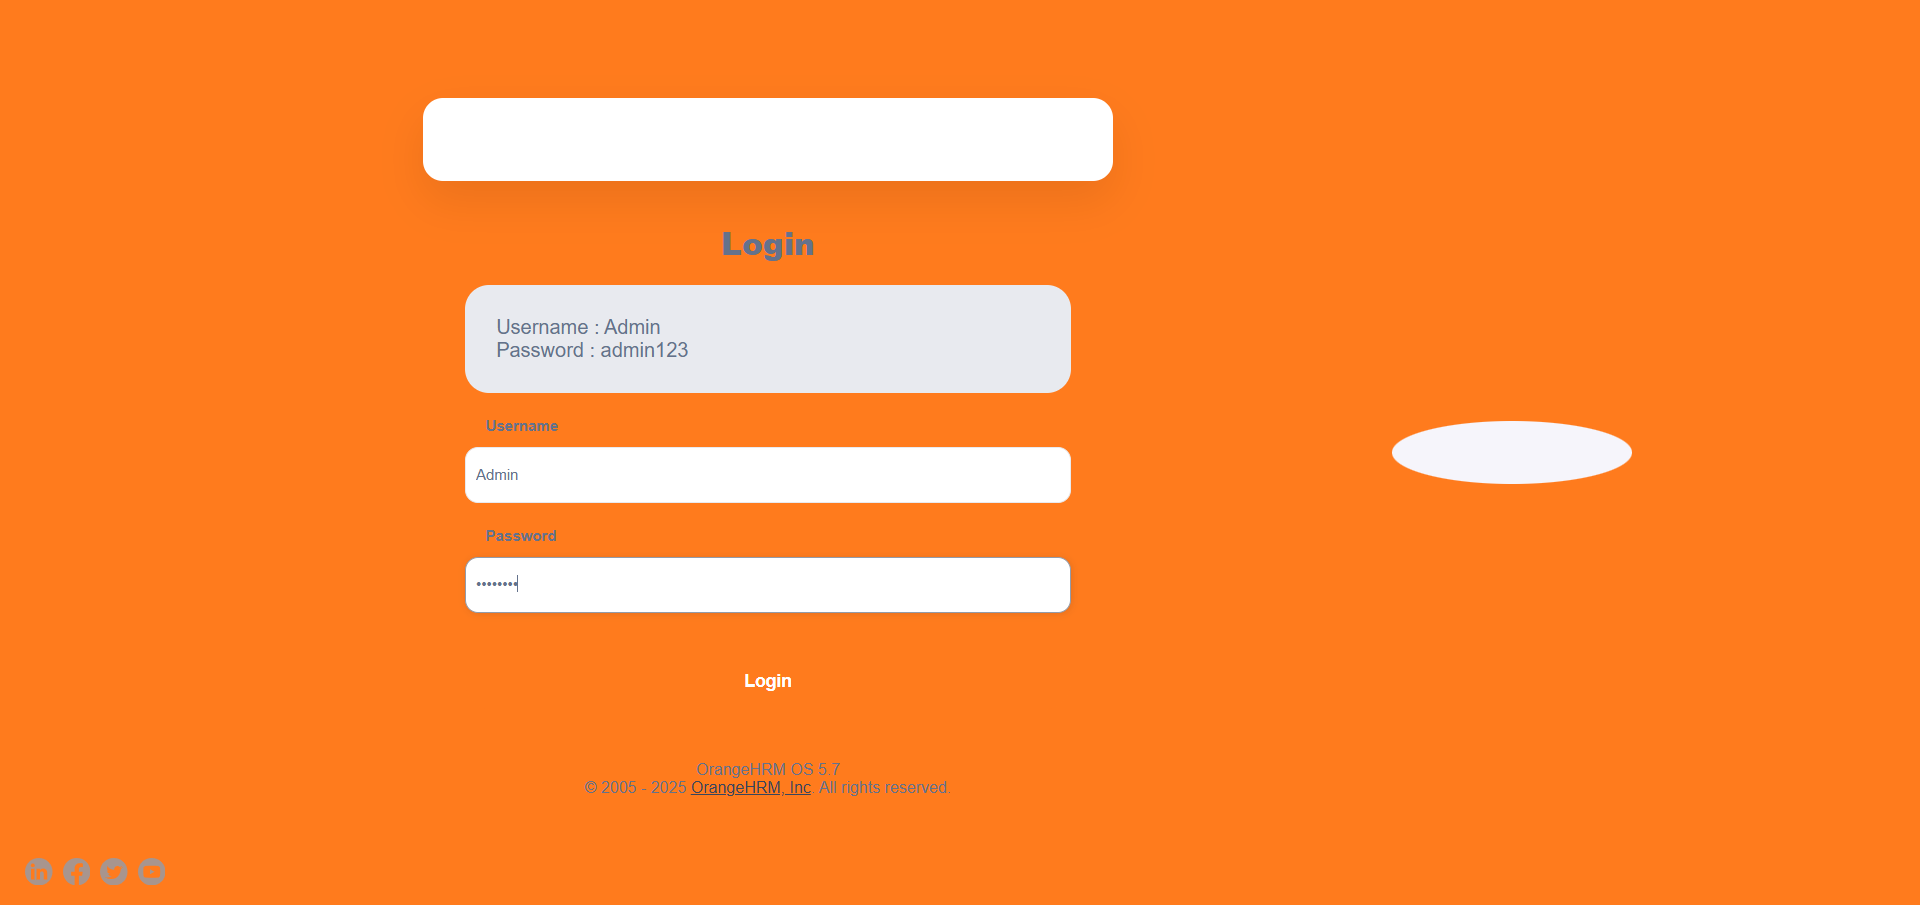 Login
Username : Admin
Password : admin123
Username
Admin
Password
••••••••
Login
OrangeHRM OS 5.7
© 2005 - 2025 OrangeHRM, Inc. All rights reserved.